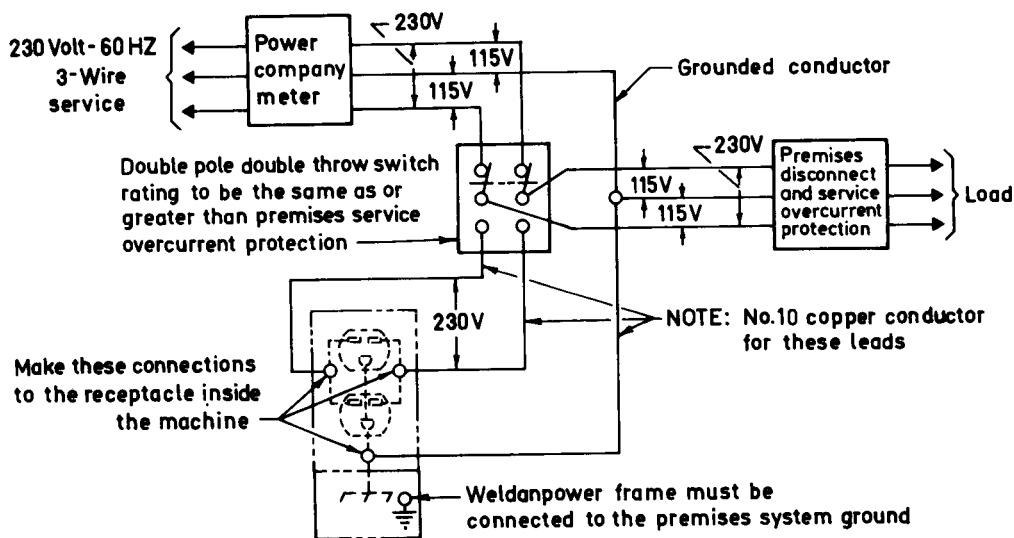 230 Volt-60 HZ
3-Wire
service
Power
company
meter
230V
115V
115V
Grounded conductor
Double pole double throw switch
rating to be the same as or
greater than premises service
overcurrent protection
230V
115V
115V
Premises
disconnect
and service
overcurrent
protection
Load
230V
NOTE: No.10 copper conductor
for these leads
Make these connections
to the receptacle inside
the machine
Weldanpower frame must be
connected to the premises system ground